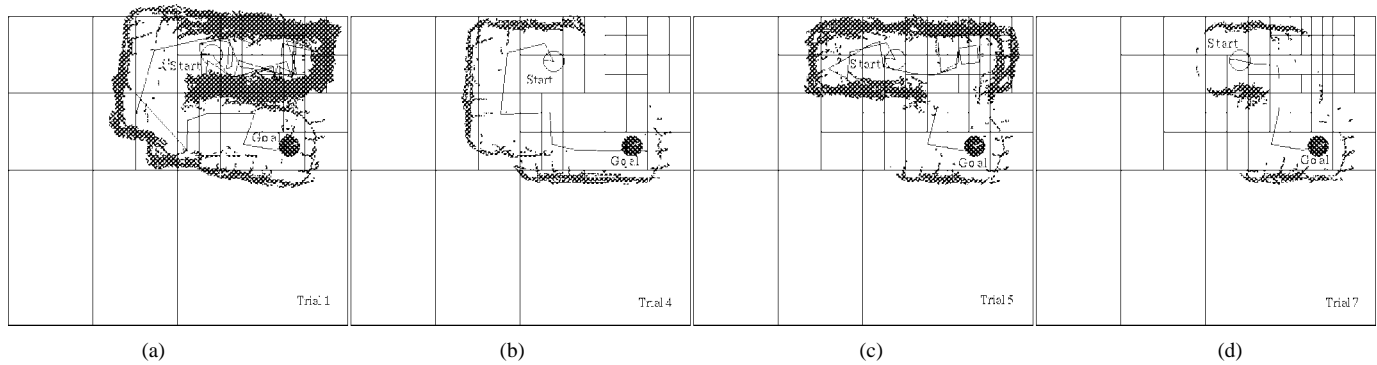 Start
Goal
Trial 1
(a)
Start
Goal
Trial 4
(b)
Start
Goal
Trial 5
(c)
Start
Goal
Trial 7
(d)